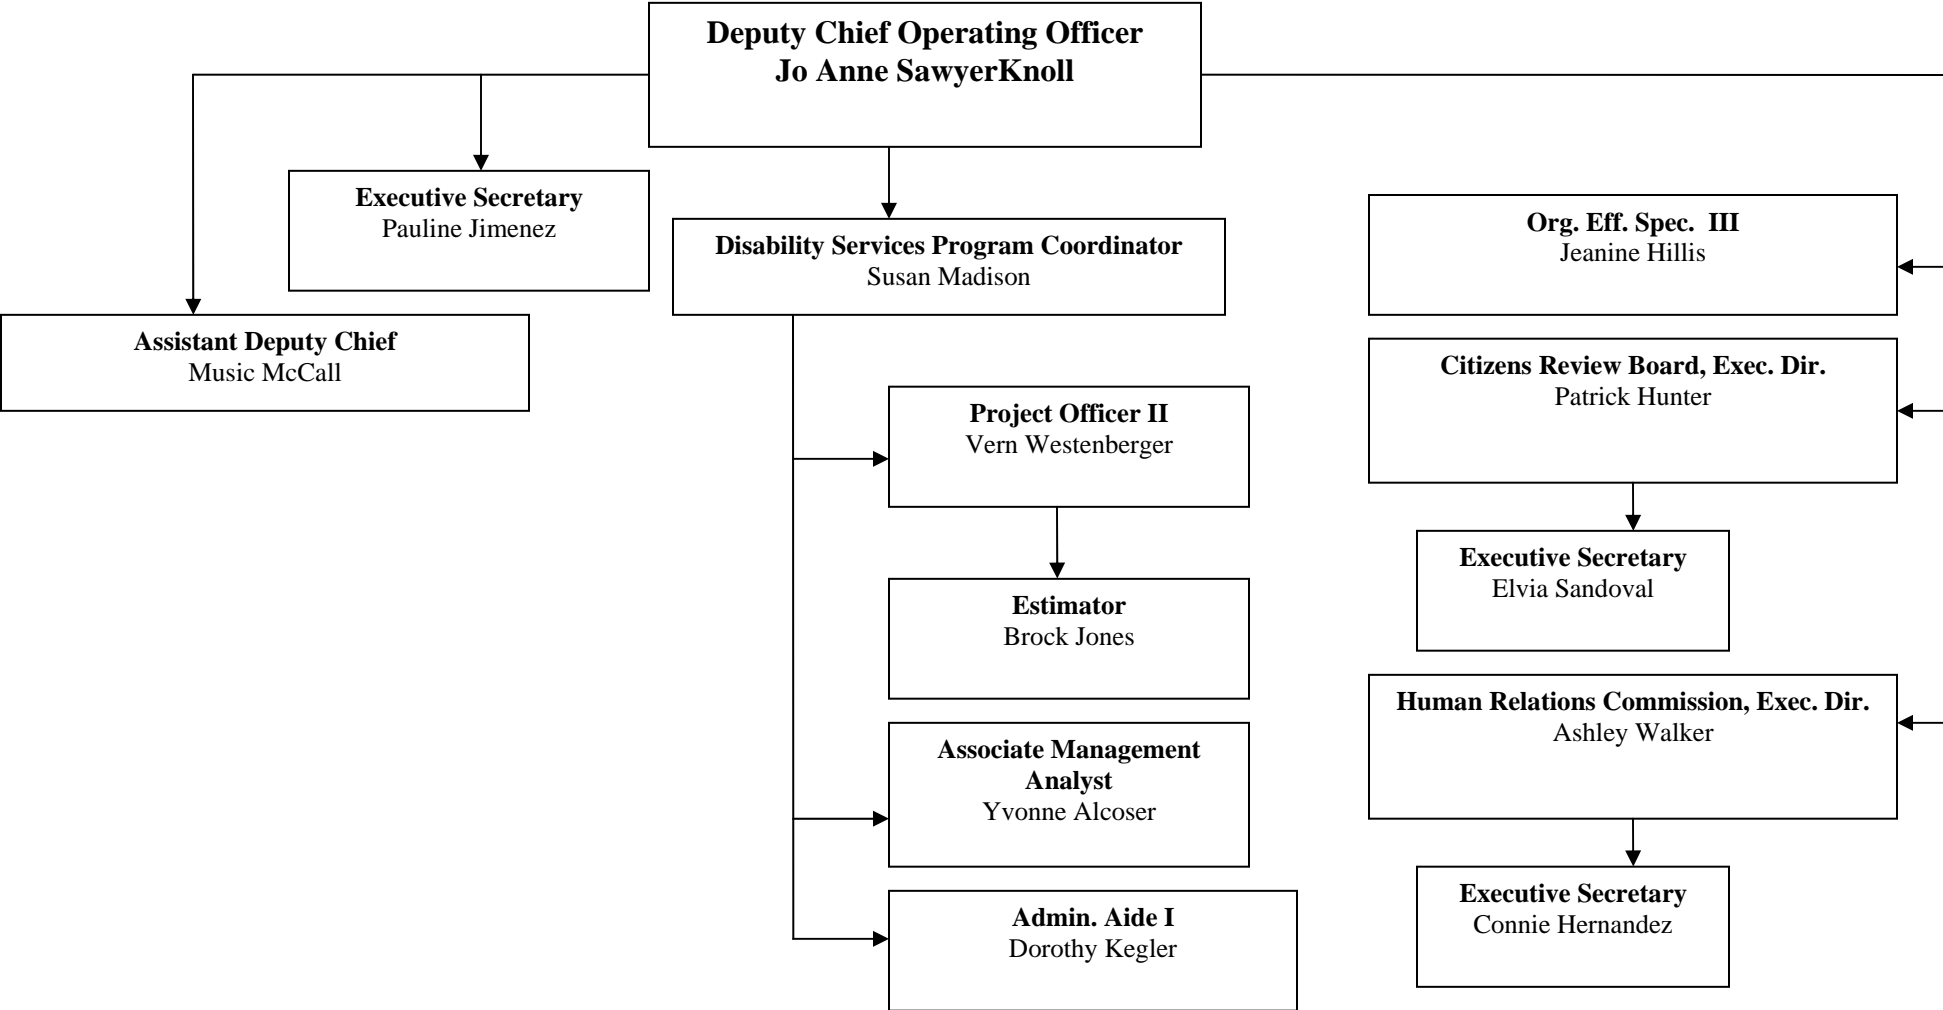 Deputy Chief Operating Officer
Jo Anne SawyerKnoll
Executive Secretary
Pauline Jimenez
Assistant Deputy Chief
Music McCall
Disability Services Program Coordinator
Susan Madison
Project Officer II
Vern Westenberger
Estimator
Brock Jones
Associate Management
Analyst
Yvonne Alcoser
Admin. Aide I
Dorothy Kegler
Org. Eff. Spec.  III
Jeanine Hillis
Citizens Review Board, Exec. Dir.
Patrick Hunter
Executive Secretary
Elvia Sandoval
Human Relations Commission, Exec. Dir.
Ashley Walker
Executive Secretary
Connie Hernandez